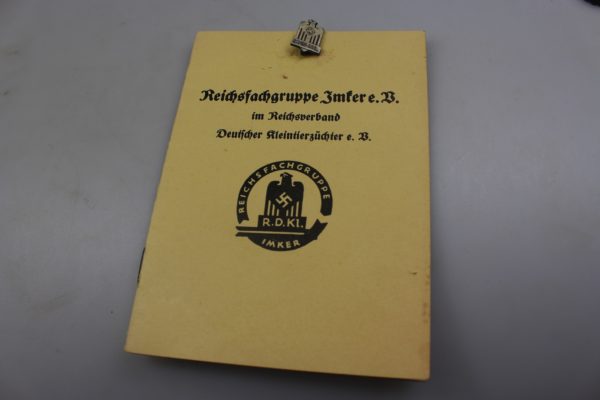 Reichsfachgruppe Imker e. V.
im Reichsverband
Deutscher Kleintierzüchter e. V.
REICHSFACHGRUPPE
R.D.Kl.
IMKER